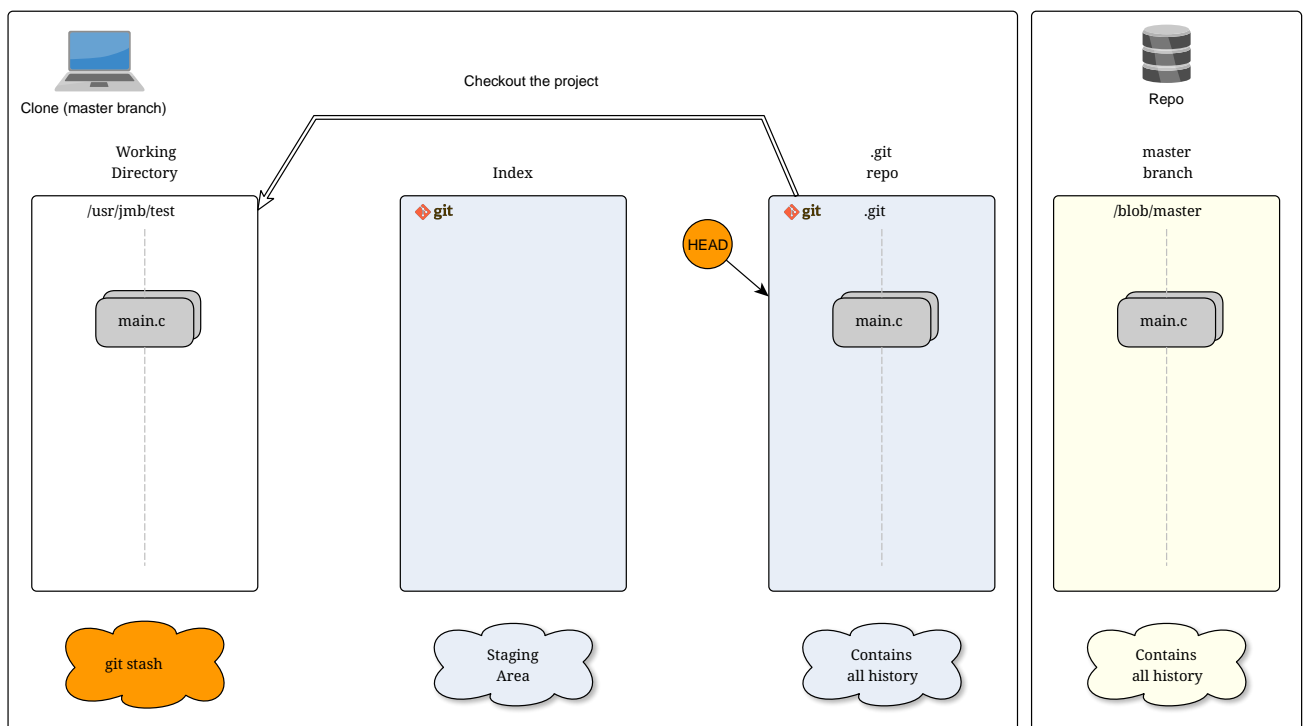 Clone (master branch)
Checkout the project
Repo
Working
Directory
Index
.git
repo
master
branch
/usr/jmb/test
git
git
.git
/blob/master
HEAD
main.c
main.c
main.c
git stash
Staging
Area
Contains
all history
Contains
all history